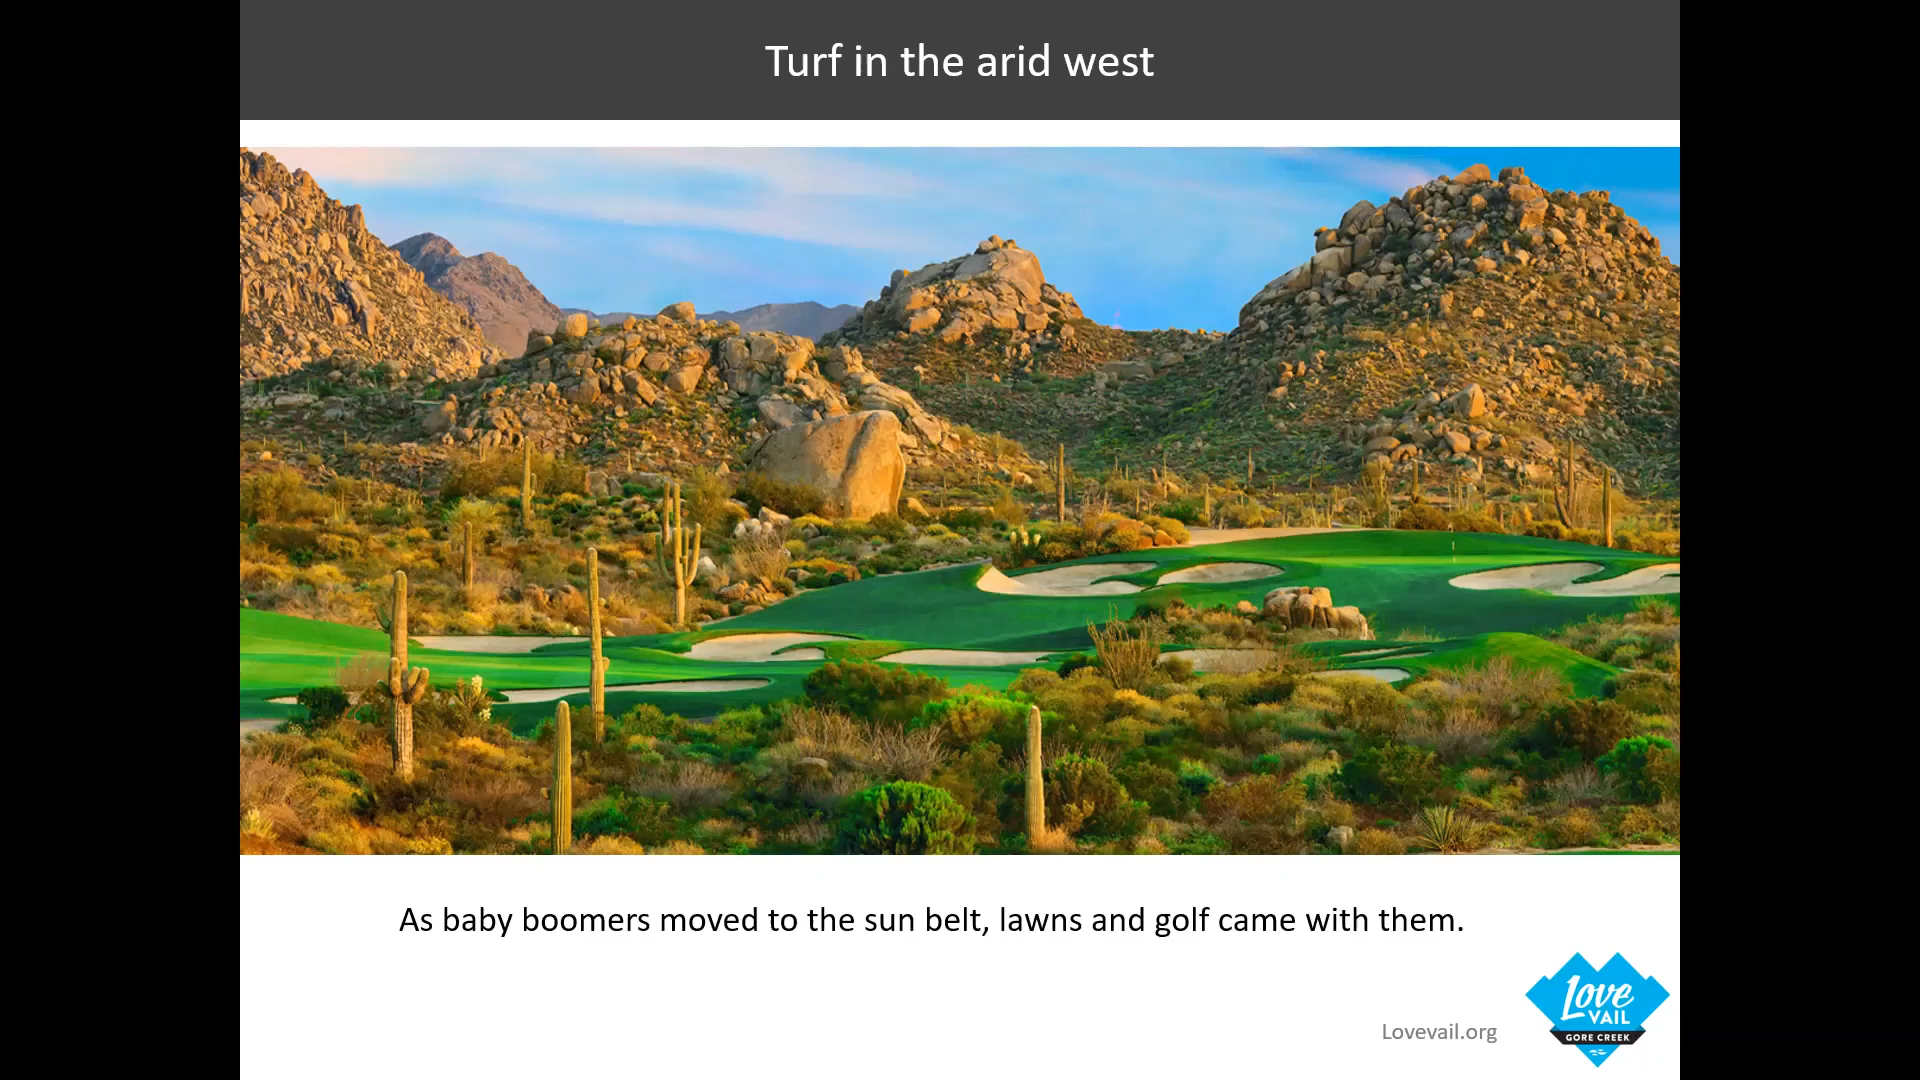 Turf in the arid west
As baby boomers moved to the sun belt, lawns and golf came with them.
Lovevail.org
Love
VAIL
GORE CREEK